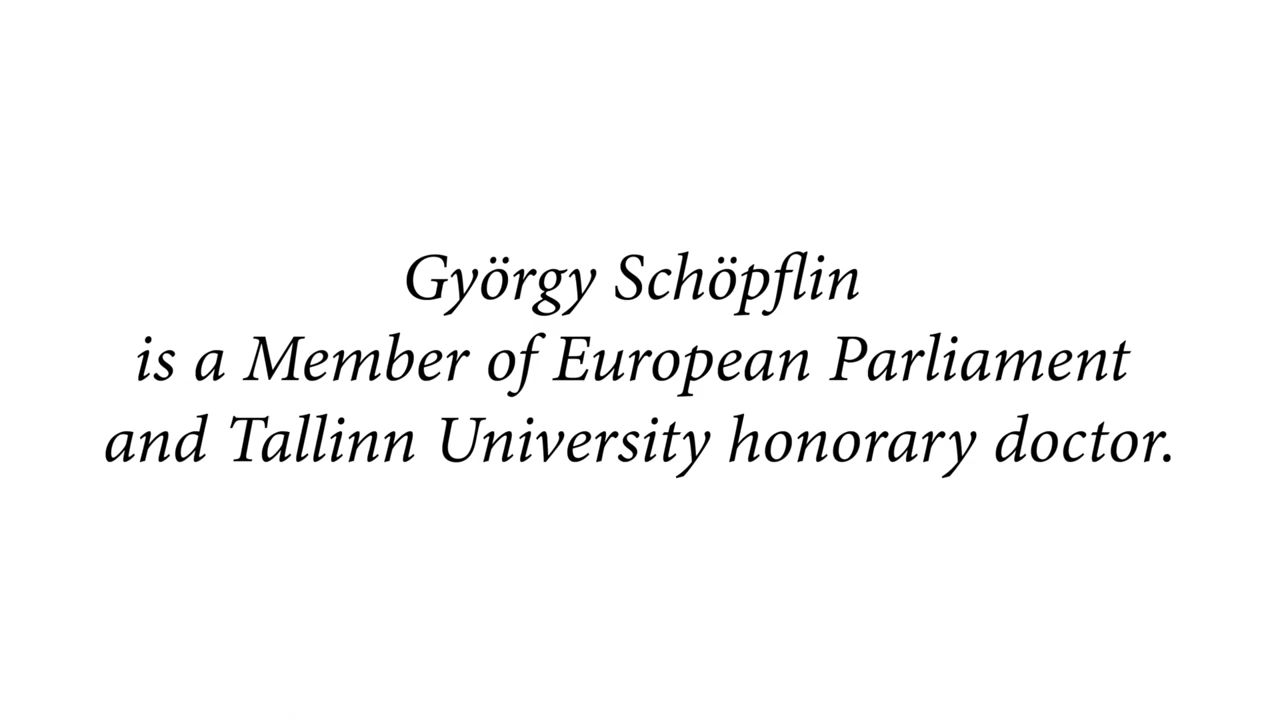 György Schöpflin
is a Member of European Parliament
and Tallinn University honorary doctor.